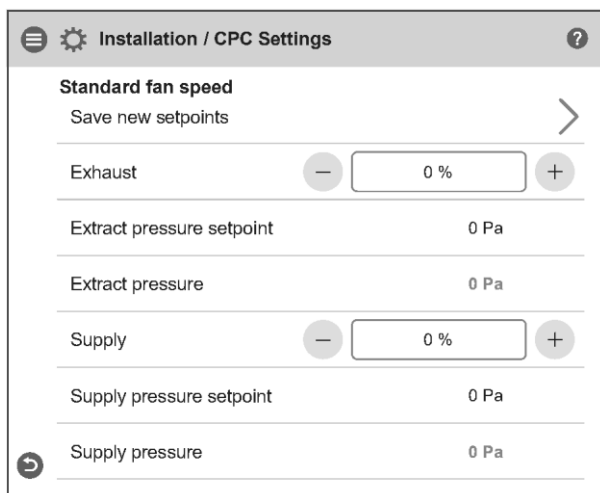 Installation / CPC Settings ?
Standard fan speed
Save new setpoints
Exhaust − 0 % +
Extract pressure setpoint 0 Pa
Extract pressure 0 Pa
Supply − 0 % +
Supply pressure setpoint 0 Pa
Supply pressure 0 Pa